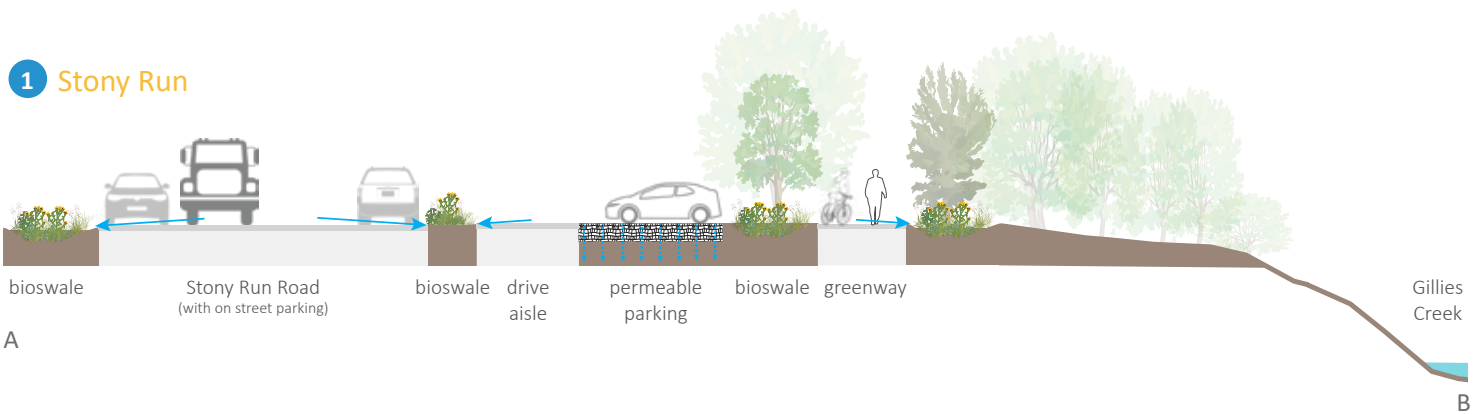 1 Stony Run
bioswale
Stony Run Road
(with on street parking)
bioswale
drive
aisle
permeable
parking
bioswale
greenway
Gillies
Creek
A
B